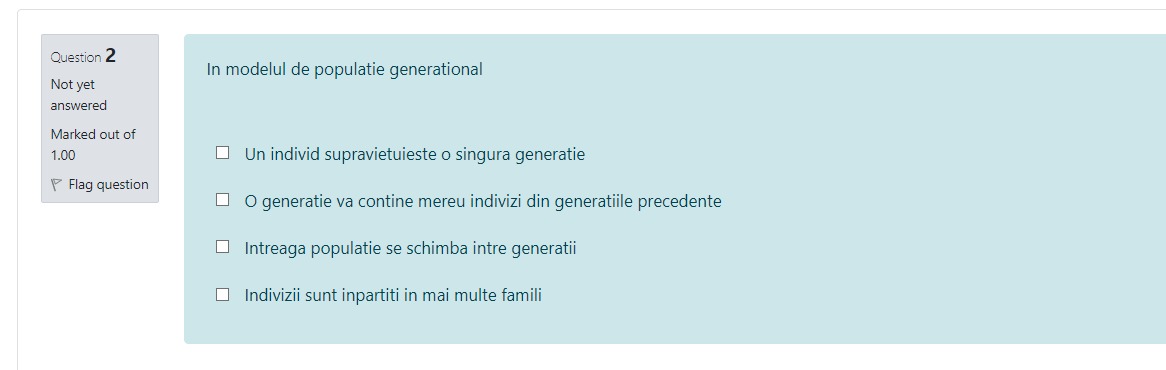 Question 2
Not yet
answered
Marked out of
1.00
Flag question
In modelul de populatie generational
Un individ supravietuieste o singura generatie
O generatie va contine mereu indivizi din generatiile precedente
Intreaga populatie se schimba intre generatii
Indivizii sunt inpartiti in mai multe famili